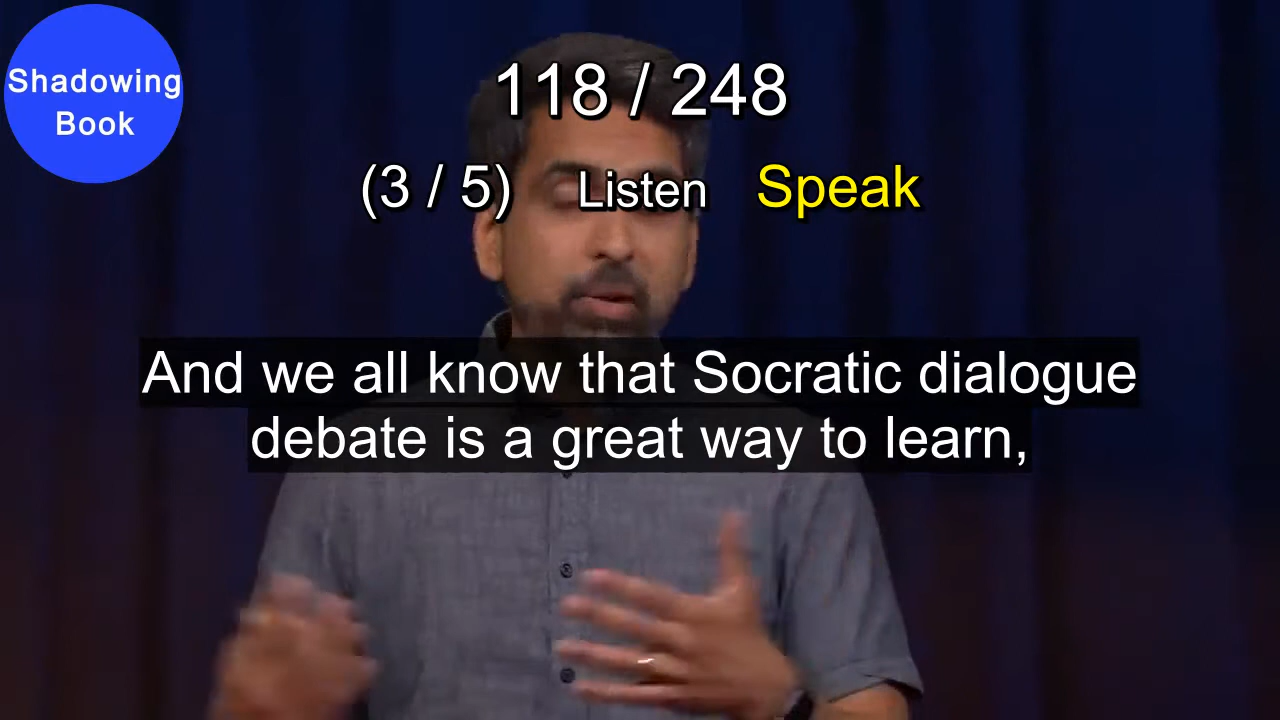 Shadowing
Book
118 / 248
(3 / 5) Listen Speak
And we all know that Socratic dialogue
debate is a great way to learn,